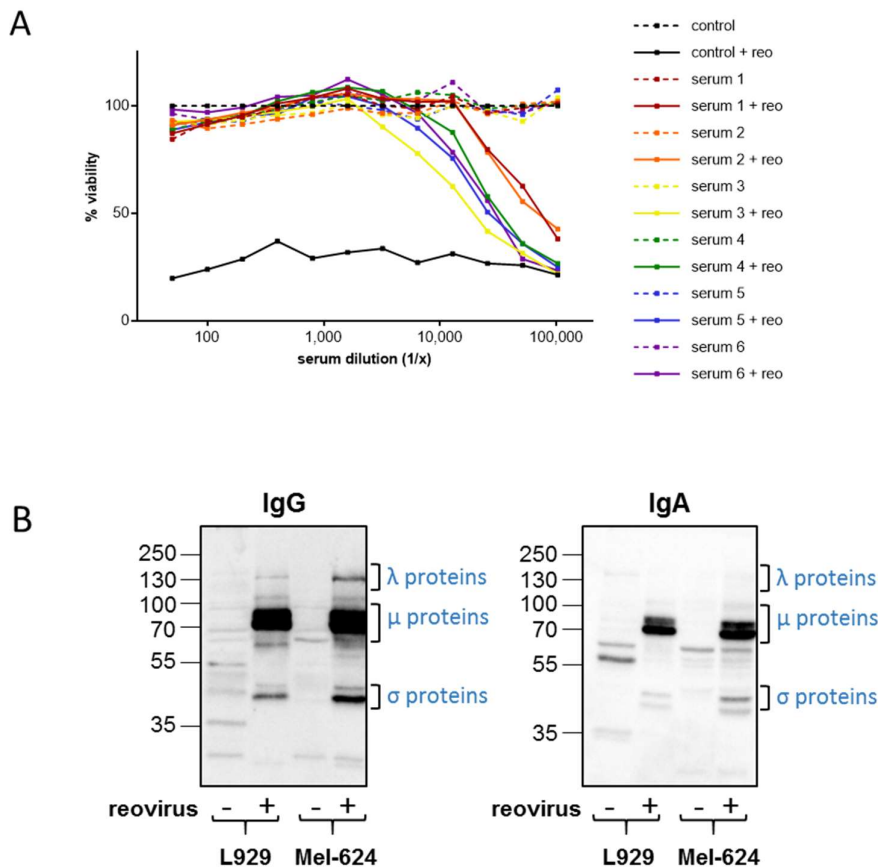 A
% viability
100
50
0
100
1,000
10,000
100,000
serum dilution (1/x)
control
control + reo
serum 1
serum 1 + reo
serum 2
serum 2 + reo
serum 3
serum 3 + reo
serum 4
serum 4 + reo
serum 5
serum 5 + reo
serum 6
serum 6 + reo
B
IgG
250
130
100
70
55
35
λ proteins
μ proteins
σ proteins
reovirus - + - +
L929 Mel-624
IgA
250
130
100
70
55
35
λ proteins
μ proteins
σ proteins
reovirus - + - +
L929 Mel-624